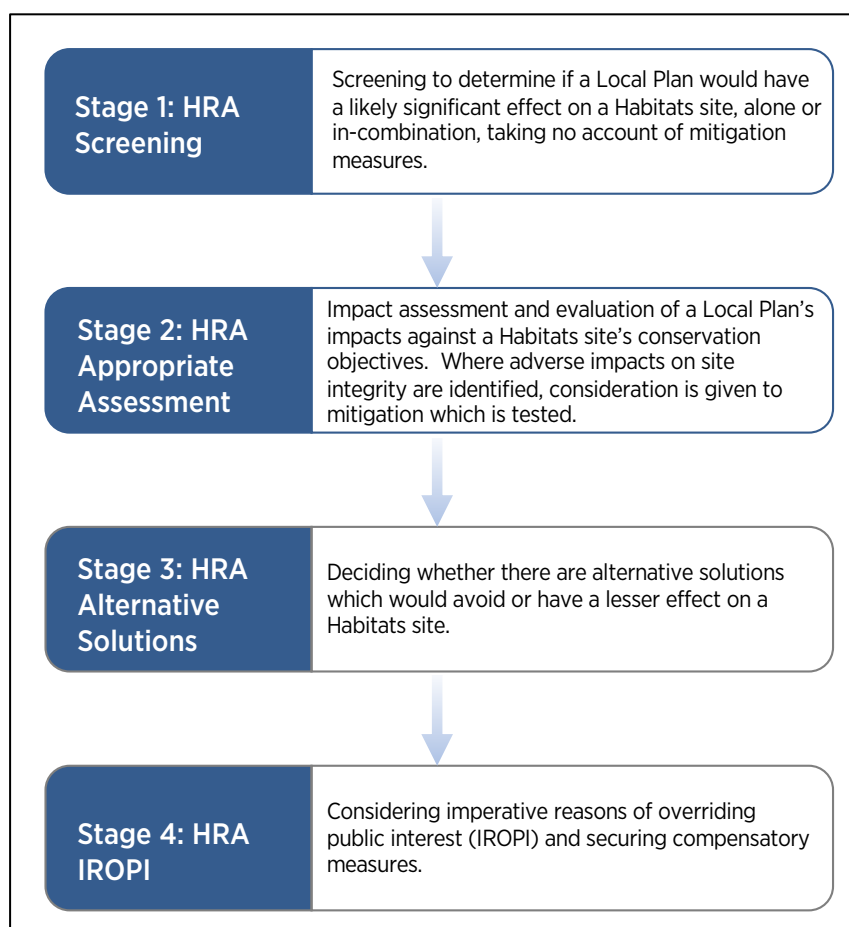 Stage 1: HRA
Screening
Screening to determine if a Local Plan would have
a likely significant effect on a Habitats site, alone or
in-combination, taking no account of mitigation
measures.
Stage 2: HRA
Appropriate
Assessment
Impact assessment and evaluation of a Local Plan's
impacts against a Habitats site's conservation
objectives.  Where adverse impacts on site
integrity are identified, consideration is given to
mitigation which is tested.
Stage 3: HRA
Alternative
Solutions
Deciding whether there are alternative solutions
which would avoid or have a lesser effect on a
Habitats site.
Stage 4: HRA
IROPI
Considering imperative reasons of overriding
public interest (IROPI) and securing compensatory
measures.